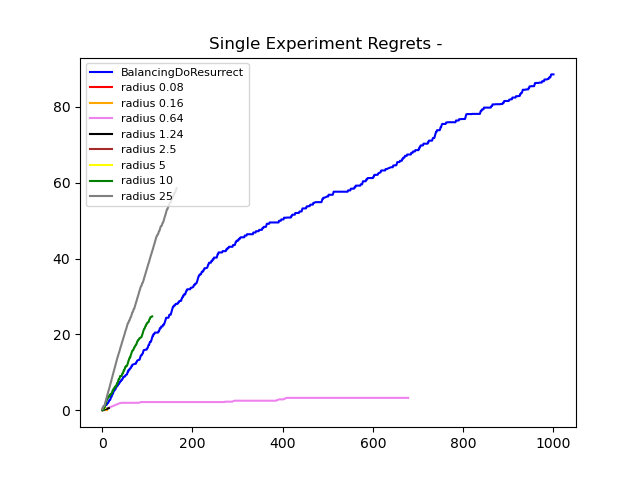 Single Experiment Regrets -
BalancingDoResurrect
radius 0.08
radius 0.16
radius 0.64
radius 1.24
radius 2.5
radius 5
radius 10
radius 25
80
60
40
20
0
0 200 400 600 800 1000